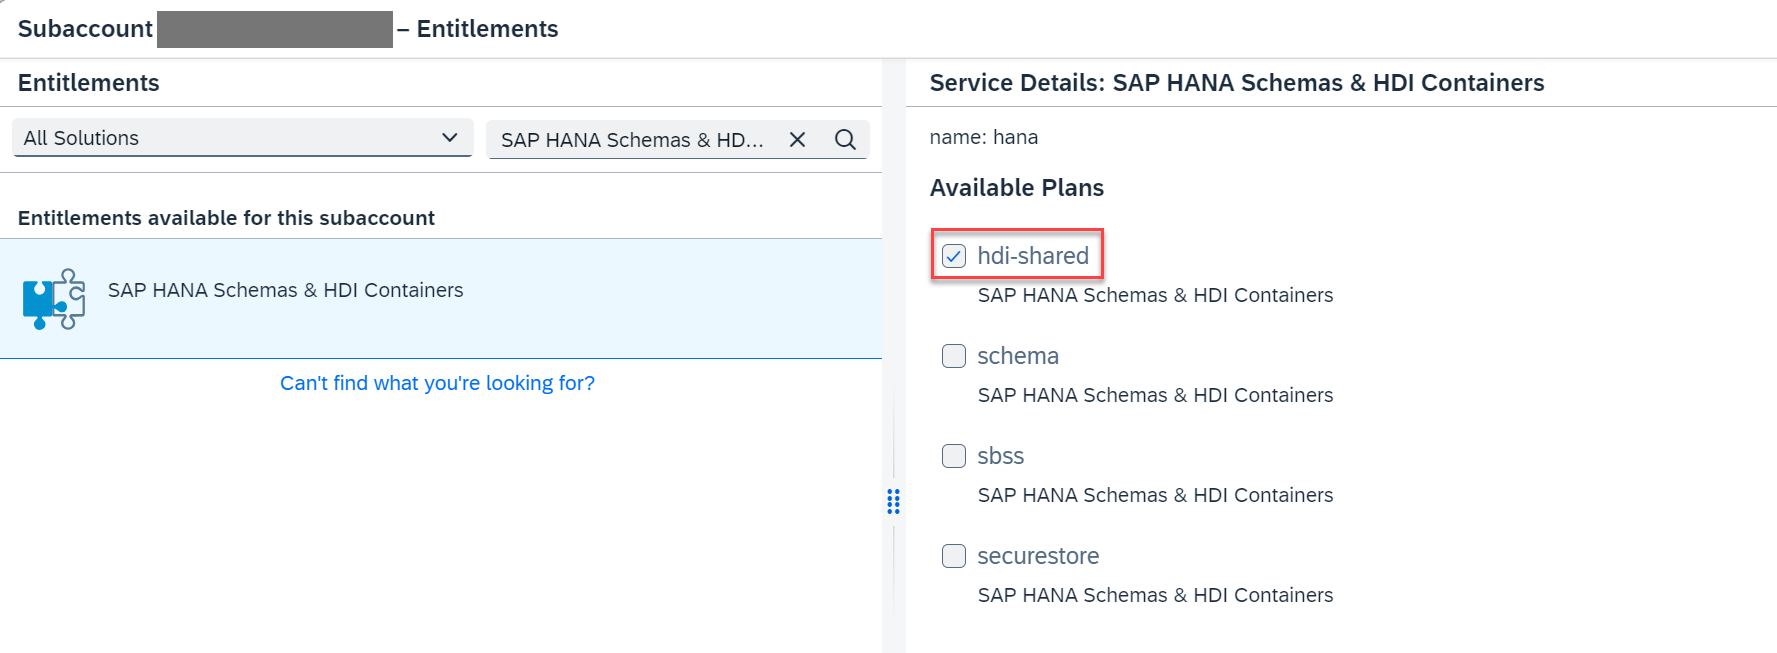 Subaccount – Entitlements
Entitlements
All Solutions
SAP HANA Schemas & HD...
Entitlements available for this subaccount
SAP HANA Schemas & HDI Containers
Can't find what you're looking for?
Service Details: SAP HANA Schemas & HDI Containers
name: hana
Available Plans
hdi-shared
SAP HANA Schemas & HDI Containers
schema
SAP HANA Schemas & HDI Containers
sbss
SAP HANA Schemas & HDI Containers
securestore
SAP HANA Schemas & HDI Containers